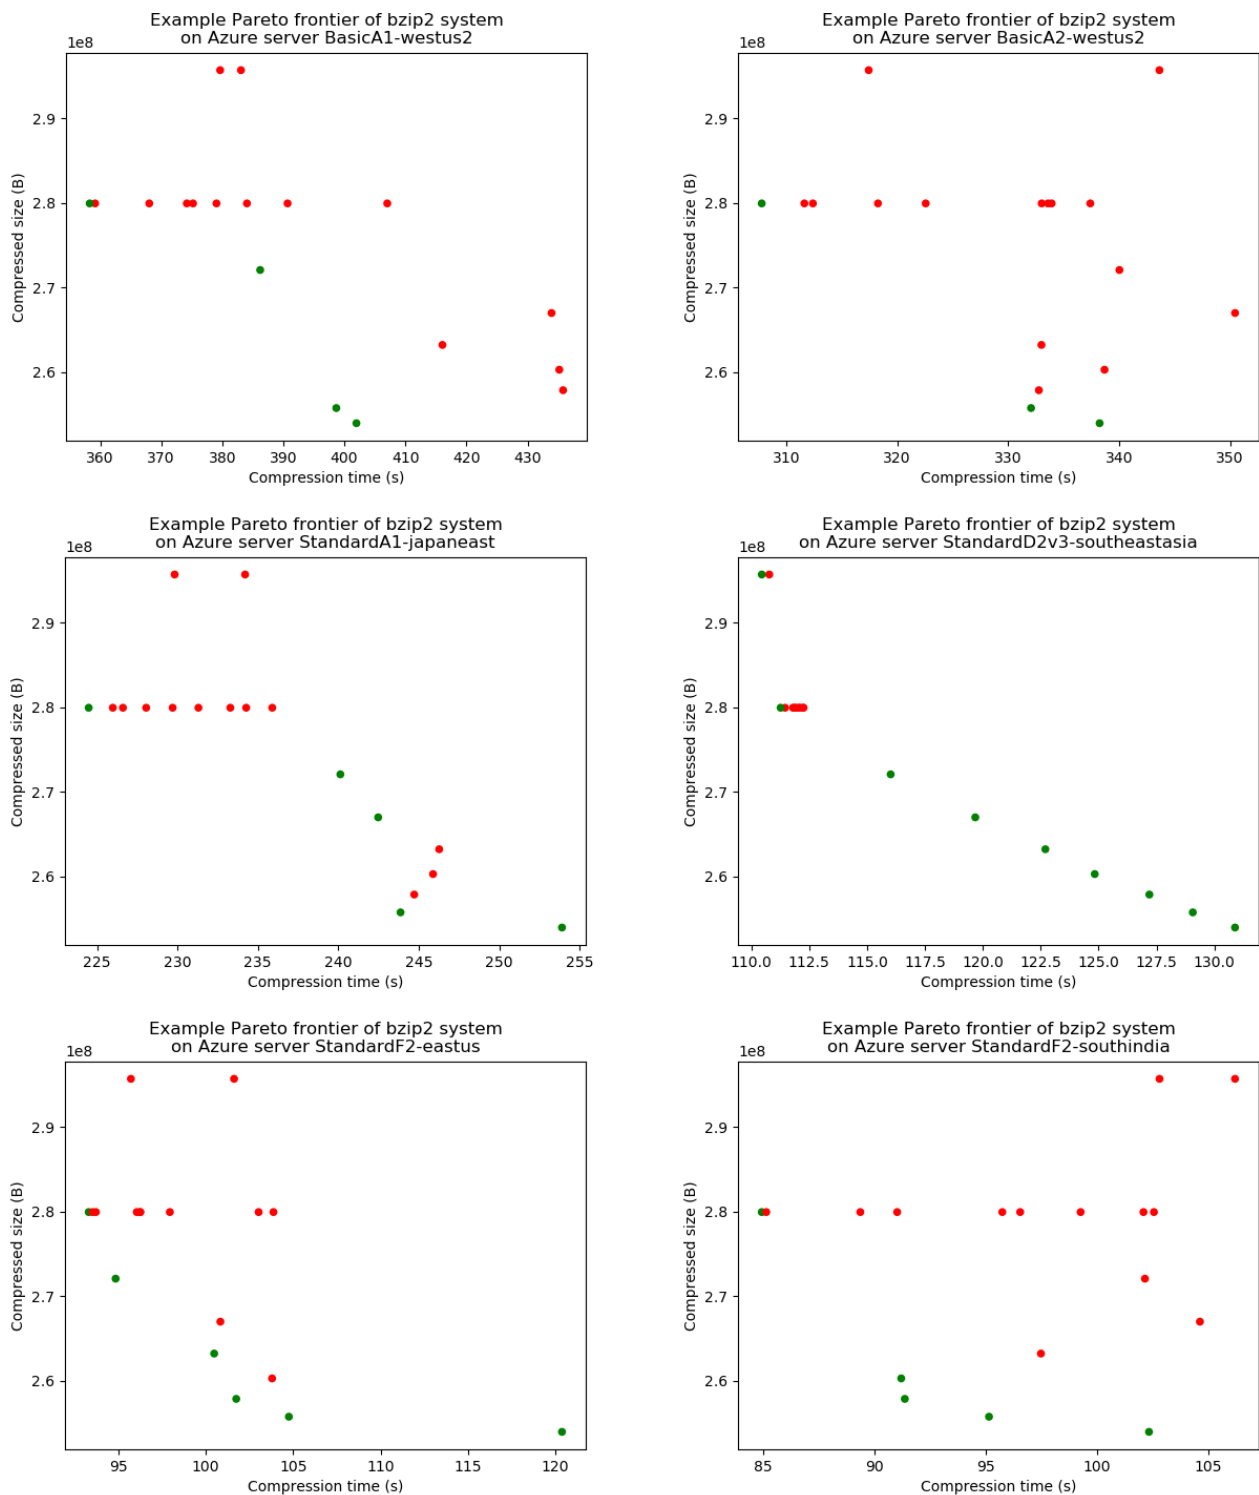 Example Pareto frontier of bzip2 system
on Azure server BasicA1-westus2
1e8
Compressed size (B)
2.9
2.8
2.7
2.6
360 370 380 390 400 410 420 430
Compression time (s)
Example Pareto frontier of bzip2 system
on Azure server BasicA2-westus2
1e8
Compressed size (B)
2.9
2.8
2.7
2.6
310 320 330 340 350
Compression time (s)
Example Pareto frontier of bzip2 system
on Azure server StandardA1-japaneast
1e8
Compressed size (B)
2.9
2.8
2.7
2.6
225 230 235 240 245 250 255
Compression time (s)
Example Pareto frontier of bzip2 system
on Azure server StandardD2v3-southeastasia
1e8
Compressed size (B)
2.9
2.8
2.7
2.6
110.0 112.5 115.0 117.5 120.0 122.5 125.0 127.5 130.0
Compression time (s)
Example Pareto frontier of bzip2 system
on Azure server StandardF2-eastus
1e8
Compressed size (B)
2.9
2.8
2.7
2.6
95 100 105 110 115 120
Compression time (s)
Example Pareto frontier of bzip2 system
on Azure server StandardF2-southindia
1e8
Compressed size (B)
2.9
2.8
2.7
2.6
85 90 95 100 105
Compression time (s)